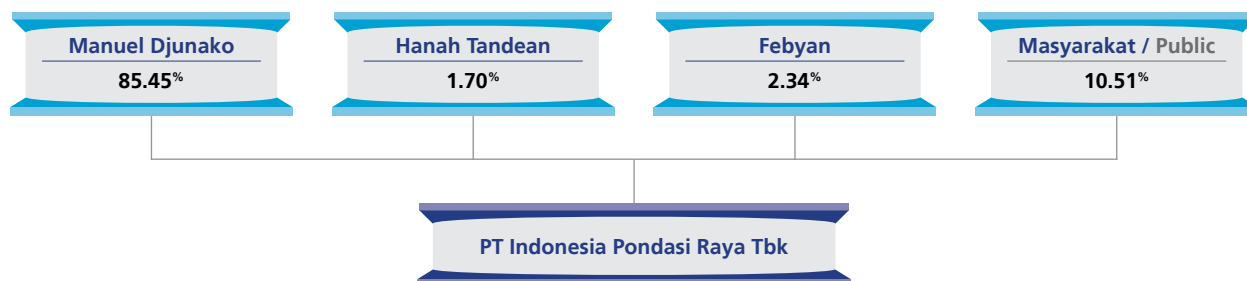 Manuel Djunako
85.45%
Hanah Tandean
1.70%
Febyan
2.34%
Masyarakat / Public
10.51%
PT Indonesia Pondasi Raya Tbk